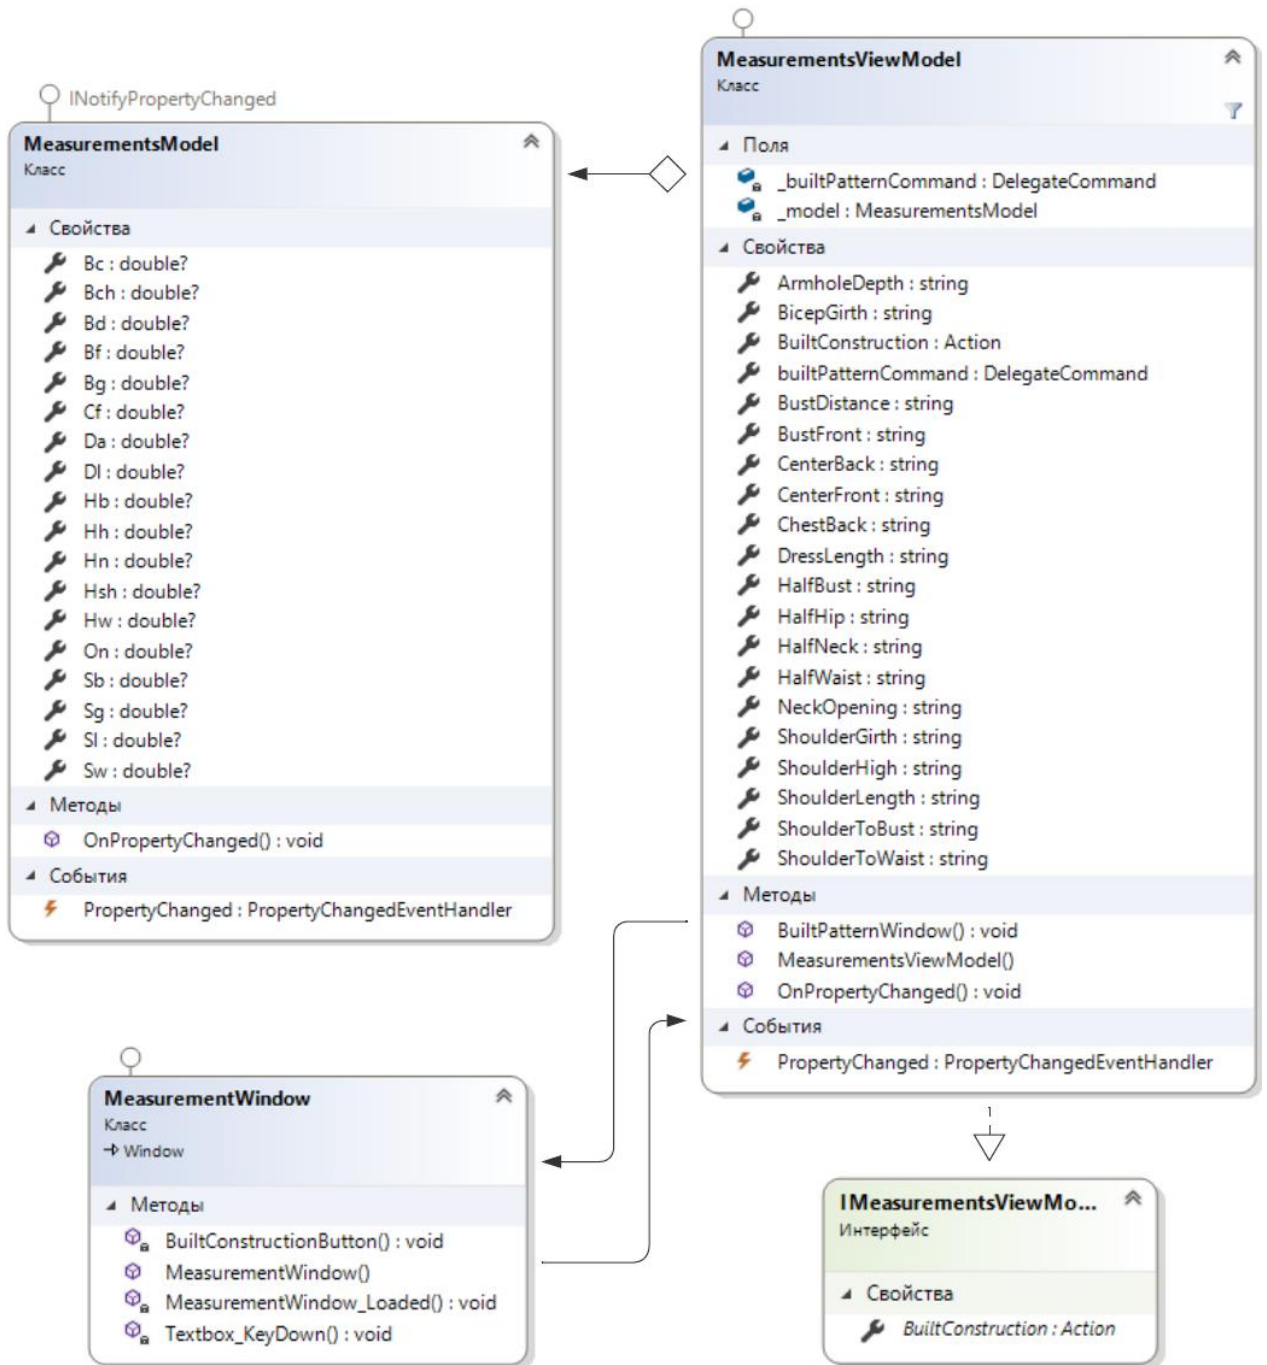 INotifyPropertyChanged
MeasurementsModel
Класс
Свойства
Bc : double?
Bch : double?
Bd : double?
Bf : double?
Bg : double?
Cf : double?
Da : double?
Dl : double?
Hb : double?
Hh : double?
Hn : double?
Hsh : double?
Hw : double?
On : double?
Sb : double?
Sg : double?
Sl : double?
Sw : double?
Методы
OnPropertyChanged() : void
События
PropertyChanged : PropertyChangedEventHandler
MeasurementsViewModel
Класс
Поля
_builtPatternCommand : DelegateCommand
_model : MeasurementsModel
Свойства
ArmholeDepth : string
BicepGirth : string
BuiltConstruction : Action
builtPatternCommand : DelegateCommand
BustDistance : string
BustFront : string
CenterBack : string
CenterFront : string
ChestBack : string
DressLength : string
HalfBust : string
HalfHip : string
HalfNeck : string
HalfWaist : string
NeckOpening : string
ShoulderGirth : string
ShoulderHigh : string
ShoulderLength : string
ShoulderToBust : string
ShoulderToWaist : string
Методы
BuiltPatternWindow() : void
MeasurementsViewModel()
OnPropertyChanged() : void
События
PropertyChanged : PropertyChangedEventHandler
MeasurementWindow
Класс
Window
Методы
BuiltConstructionButton() : void
MeasurementWindow()
MeasurementWindow_Loaded() : void
Textbox_KeyDown() : void
IMeasurementsViewMo...
Интерфейс
Свойства
BuiltConstruction : Action